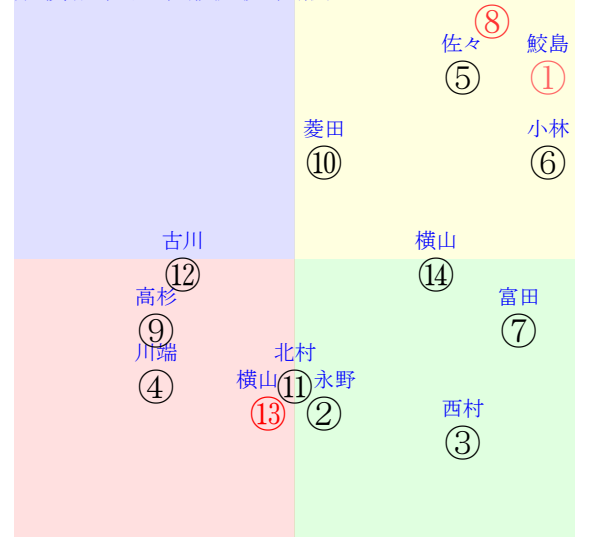 ⑧
佐々 鮫島
⑤ ①
菱田 小林
⑩ ⑥
古川 横山
⑫ ⑭
高杉 富田
⑨ ⑦
川端 北村
④ ⑪
横山 永野
⑬ ②
西村
③